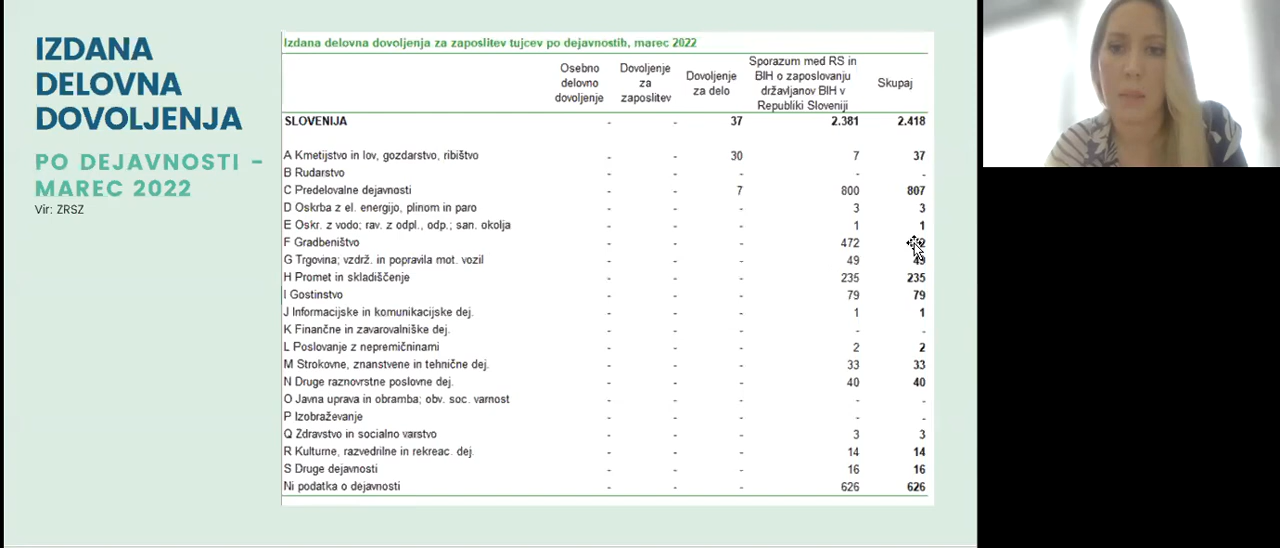 IZDANA
DELOVNA
DOVOLJENJA
PO DEJAVNOSTI -
MAREC 2022
Vir: ZRSZ
Izdana delovna dovoljenja za zaposlitev tujcev po dejavnostih, marec 2022
Osebno delovno dovoljenje
Dovoljenje za zaposlitev
Dovoljenje za delo
Sporazum med RS in BIH o zaposlovanju državljanov BIH v Republiki Sloveniji
Skupaj
SLOVENIJA - - 37 2.381 2.418
A Kmetijstvo in lov, gozdarstvo, ribištvo - - 30 7 37
B Rudarstvo - - - - -
C Predelovalne dejavnosti - - 7 800 807
D Oskrba z el. energijo, plinom in paro - - - 3 3
E Oskr. z vodo; rav. z odpl., odp.; san. okolja - - - 1 1
F Gradbeništvo - - - 472
G Trgovina; vzdrž. in popravila mot. vozil - - - 49 49
H Promet in skladiščenje - - - 235 235
I Gostinstvo - - - 79 79
J Informacijske in komunikacijske dej. - - - 1 1
K Finančne in zavarovalniške dej. - - - - -
L Poslovanje z nepremičninami - - - 2 2
M Strokovne, znanstvene in tehnične dej. - - - 33 33
N Druge raznovrstne poslovne dej. - - - 40 40
O Javna uprava in obramba; obv. soc. varnost - - - - -
P Izobraževanje - - - - -
Q Zdravstvo in socialno varstvo - - - 3 3
R Kulturne, razvedrilne in rekreac. dej. - - - 14 14
S Druge dejavnosti - - - 16 16
Ni podatka o dejavnosti - - - 626 626